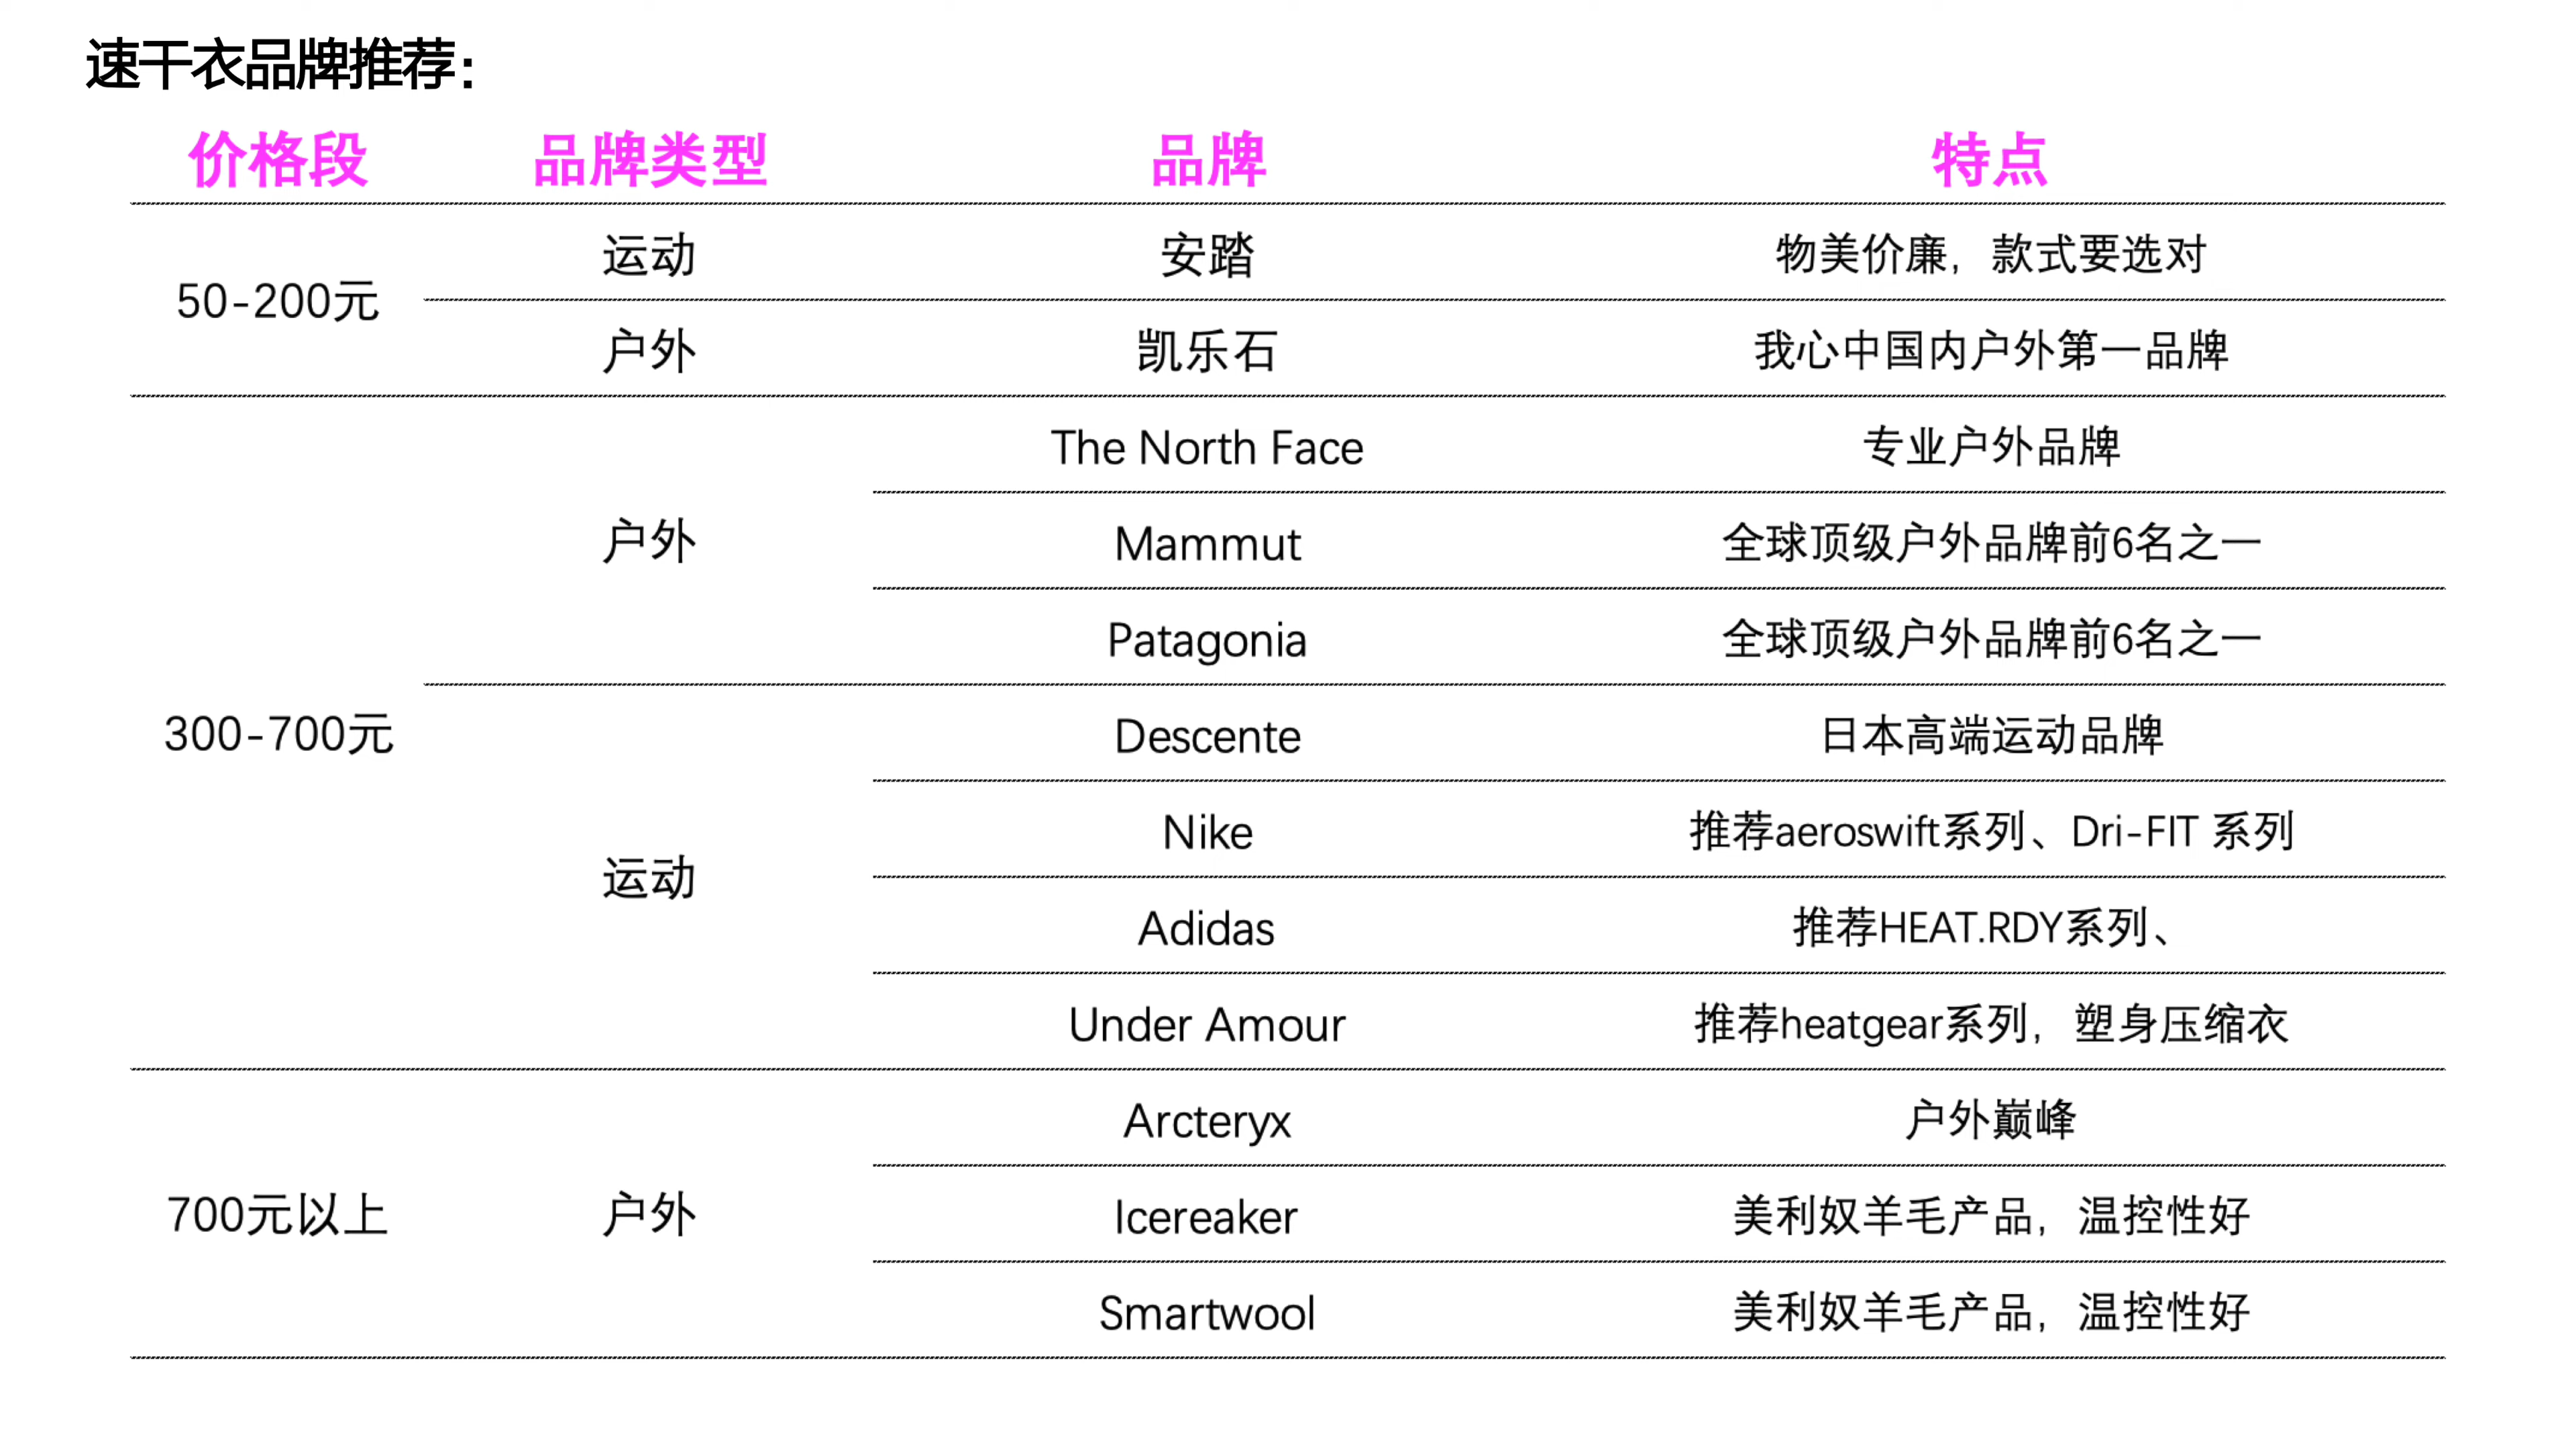 速干衣品牌推荐：
价格段 品牌类型 品牌 特点
50-200元 运动 安踏 物美价廉，款式要选对
户外 凯乐石 我心中国内户外第一品牌
300-700元 户外 The North Face 专业户外品牌
Mammut 全球顶级户外品牌前6名之一
Patagonia 全球顶级户外品牌前6名之一
运动 Descente 日本高端运动品牌
Nike 推荐aeroswift系列、Dri-FIT 系列
Adidas 推荐HEAT.RDY系列、
Under Amour 推荐heatgear系列，塑身压缩衣
700元以上 户外 Arcteryx 户外巅峰
Icereaker 美利奴羊毛产品，温控性好
Smartwool 美利奴羊毛产品，温控性好